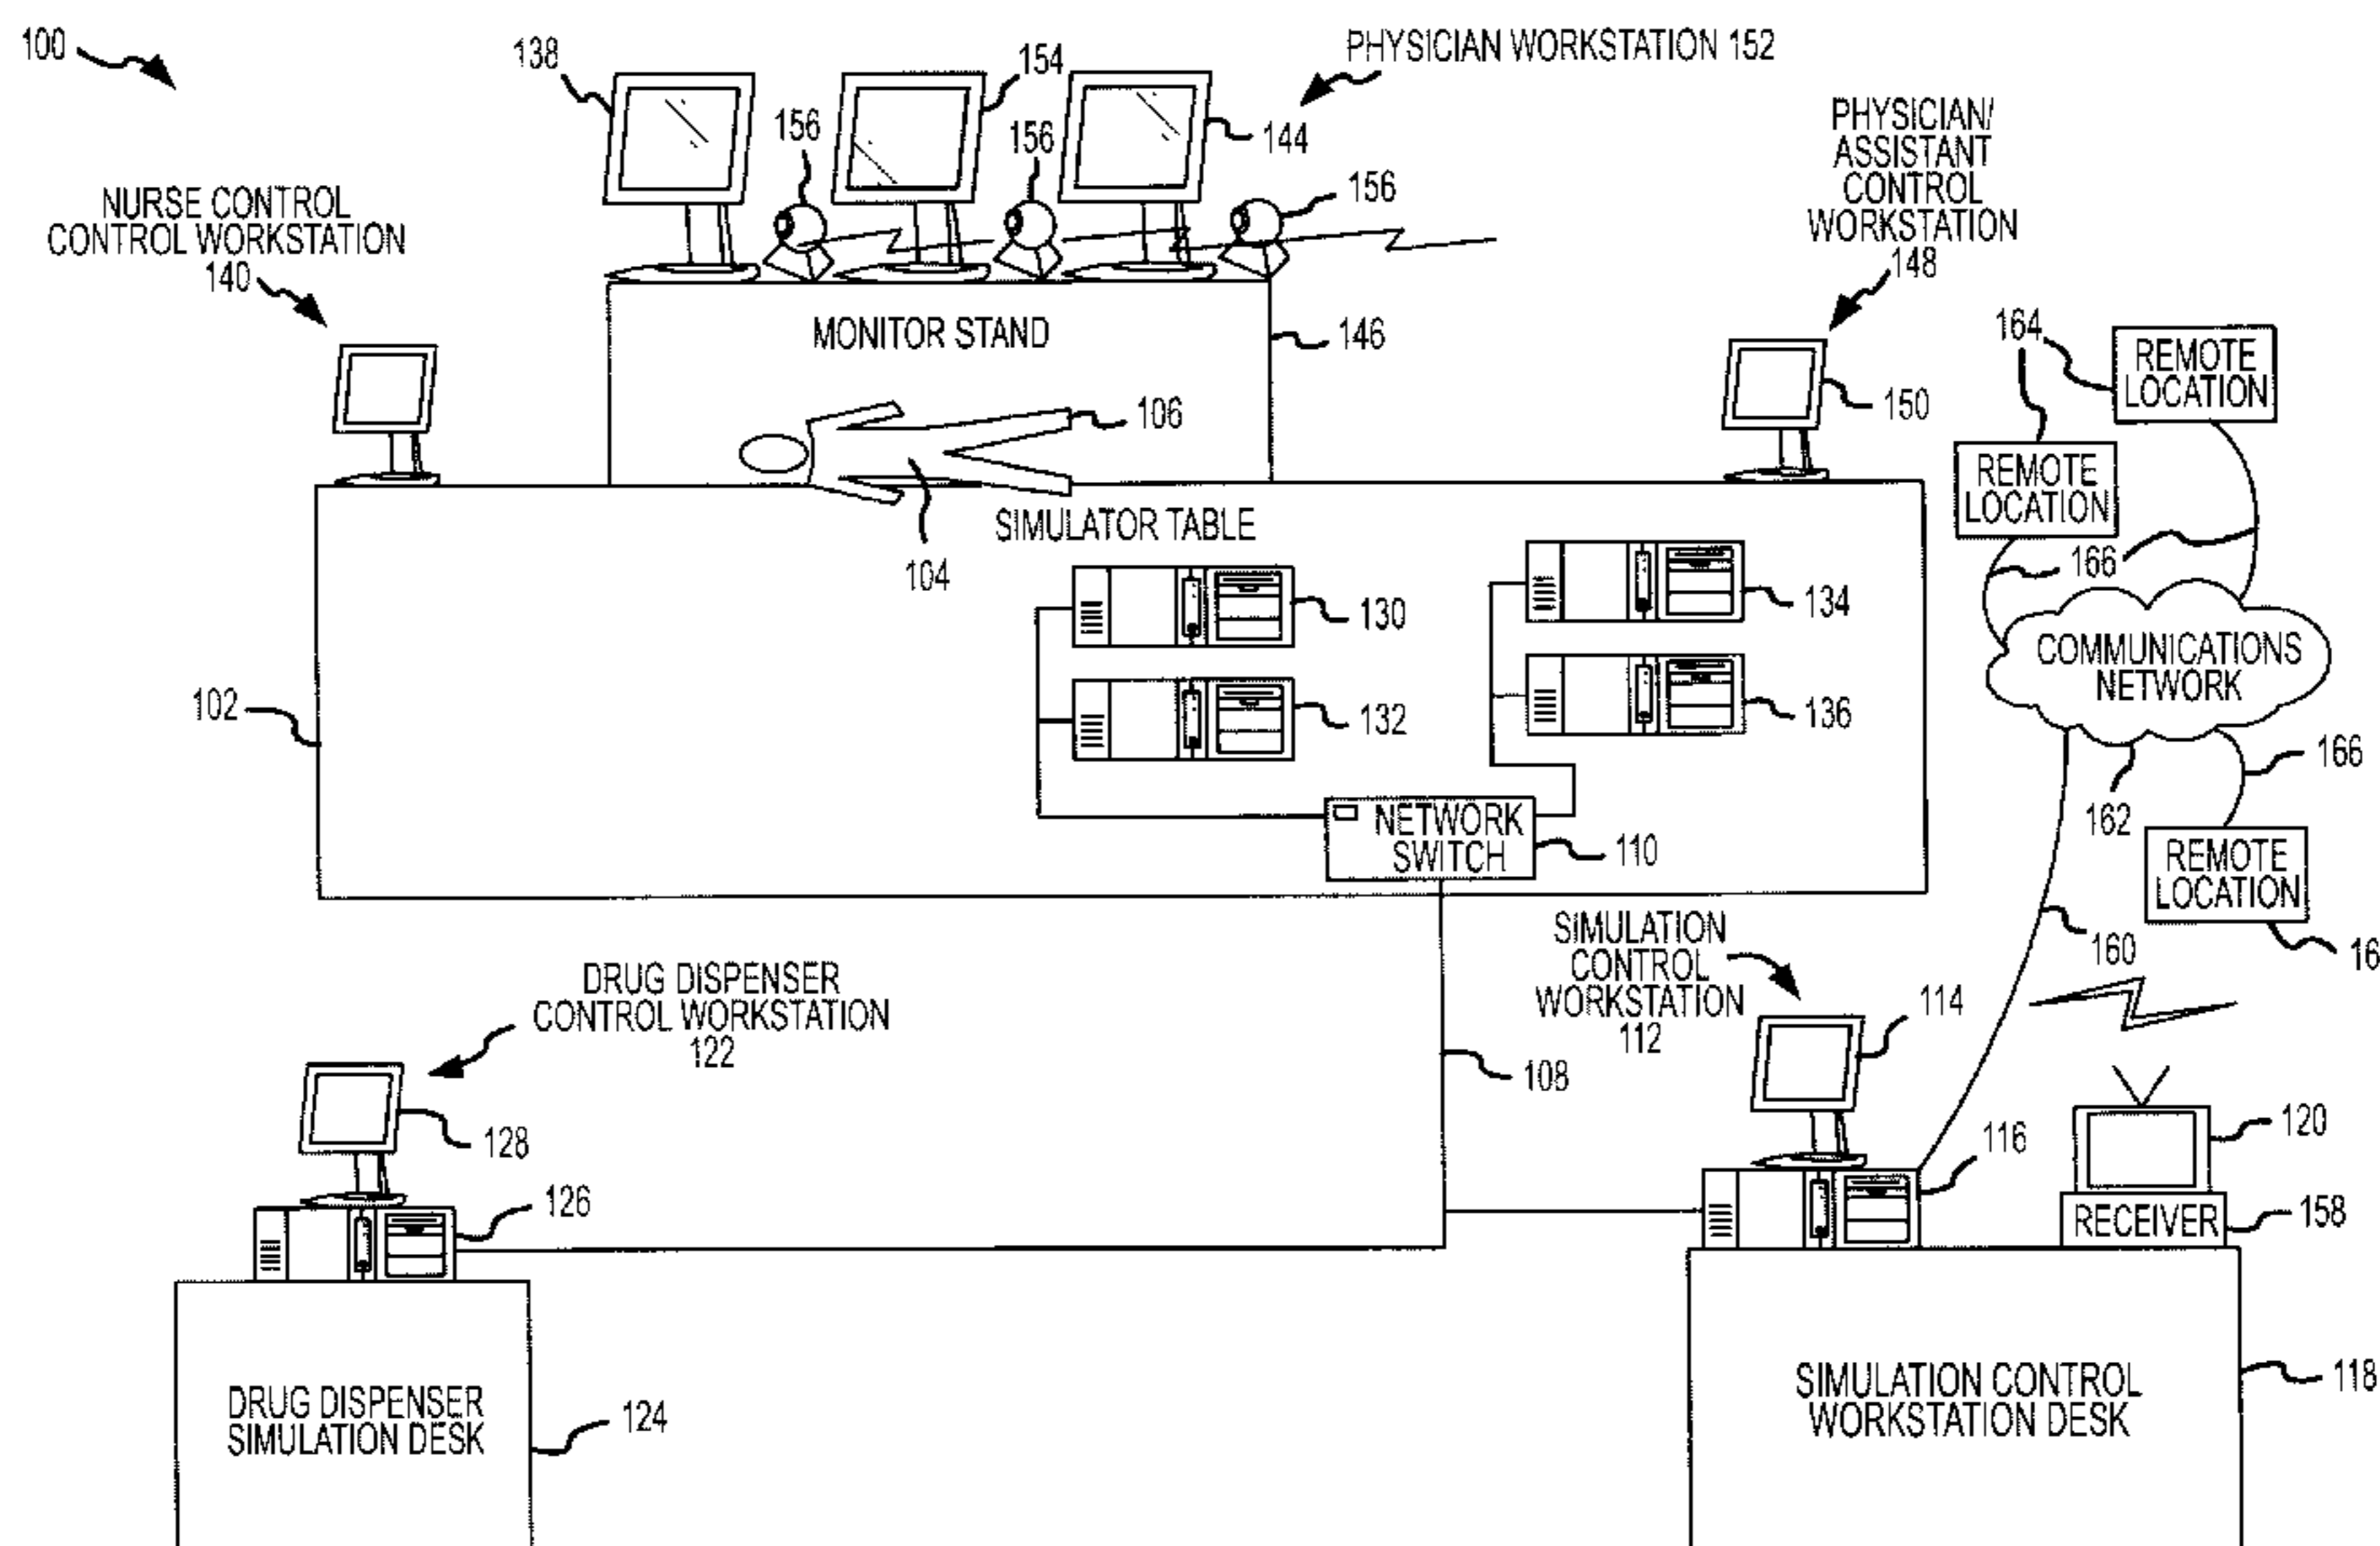 100
138
154
PHYSICIAN WORKSTATION 152
156
156
144
156
PHYSICIAN/
ASSISTANT
CONTROL
WORKSTATION
148
NURSE CONTROL
CONTROL WORKSTATION
140
MONITOR STAND
146
164
REMOTE
LOCATION
150
106
REMOTE
LOCATION
SIMULATOR TABLE
104
130
134
166
132
136
COMMUNICATIONS
NETWORK
102
166
162
NETWORK
SWITCH
110
REMOTE
LOCATION
160
16
SIMULATION
CONTROL
WORKSTATION
112
DRUG DISPENSER
CONTROL WORKSTATION
122
114
108
128
116
120
126
RECEIVER
158
DRUG DISPENSER
SIMULATION DESK
124
SIMULATION CONTROL
WORKSTATION DESK
118